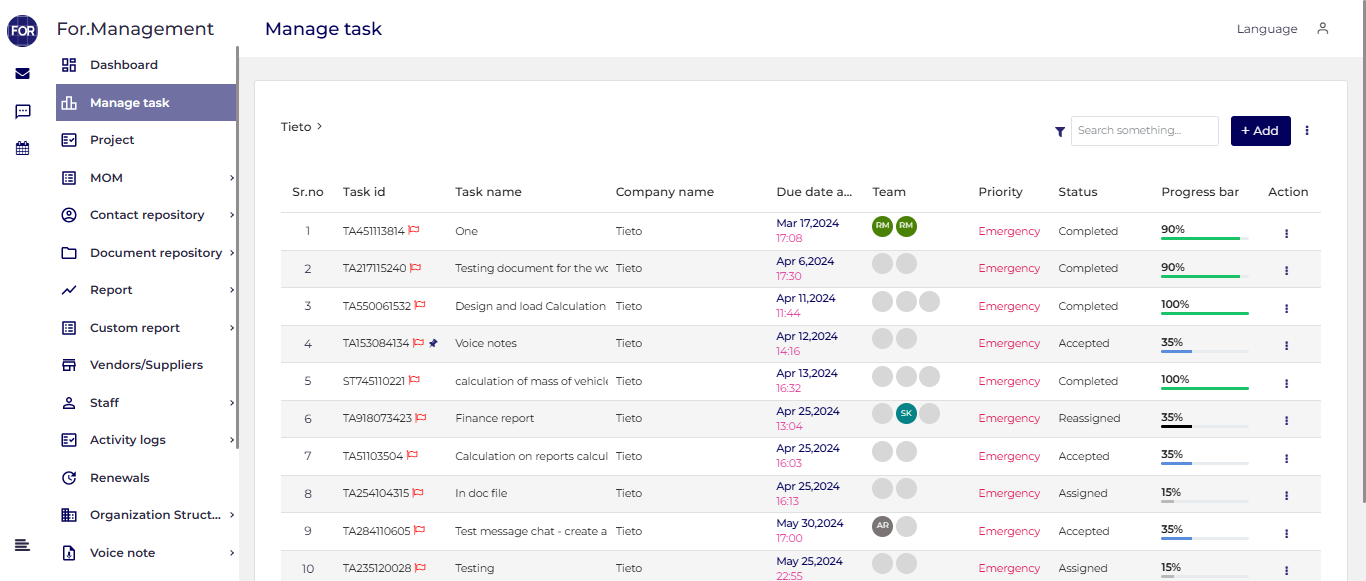 FOR
For.Management
Manage task
Language
Dashboard
Manage task
Project
MOM
Contact repository
Document repository
Report
Custom report
Vendors/Suppliers
Staff
Activity logs
Renewals
Organization Struct...
Voice note
Tieto >
Search something...
+ Add
Sr.no Task id Task name Company name Due date a... Team Priority Status Progress bar Action
1 TA451113814 One Tieto Mar 17,2024 17:08 RM RM Emergency Completed 90%
2 TA217115240 Testing document for the wo Tieto Apr 6,2024 17:30 Emergency Completed 90%
3 TA550061532 Design and load Calculation Tieto Apr 11,2024 11:44 Emergency Completed 100%
4 TA153084134 Voice notes Tieto Apr 12,2024 14:16 Emergency Accepted 35%
5 ST745110221 calculation of mass of vehicle Tieto Apr 13,2024 16:32 Emergency Completed 100%
6 TA918073423 Finance report Tieto Apr 25,2024 13:04 SK Emergency Reassigned 35%
7 TA51103504 Calculation on reports calcul Tieto Apr 25,2024 16:03 Emergency Accepted 35%
8 TA254104315 In doc file Tieto Apr 25,2024 16:13 Emergency Assigned 15%
9 TA284110605 Test message chat - create a Tieto May 30,2024 17:00 AR Emergency Accepted 35%
10 TA235120028 Testing Tieto May 25,2024 22:55 Emergency Assigned 15%